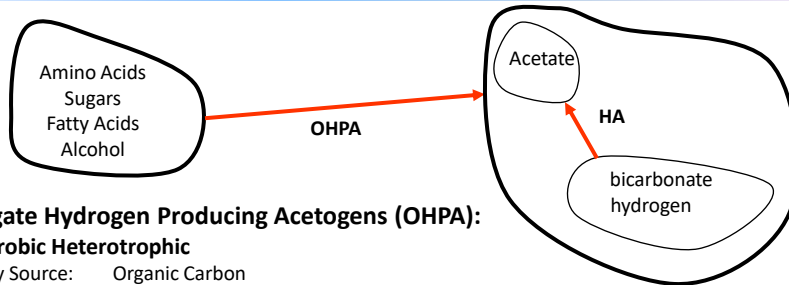 Amino Acids
Sugars
Fatty Acids
Alcohol
OHPA
Acetate
HA
bicarbonate
hydrogen
gate Hydrogen Producing Acetogens (OHPA):
robic Heterotrophic
y Source: Organic Carbon